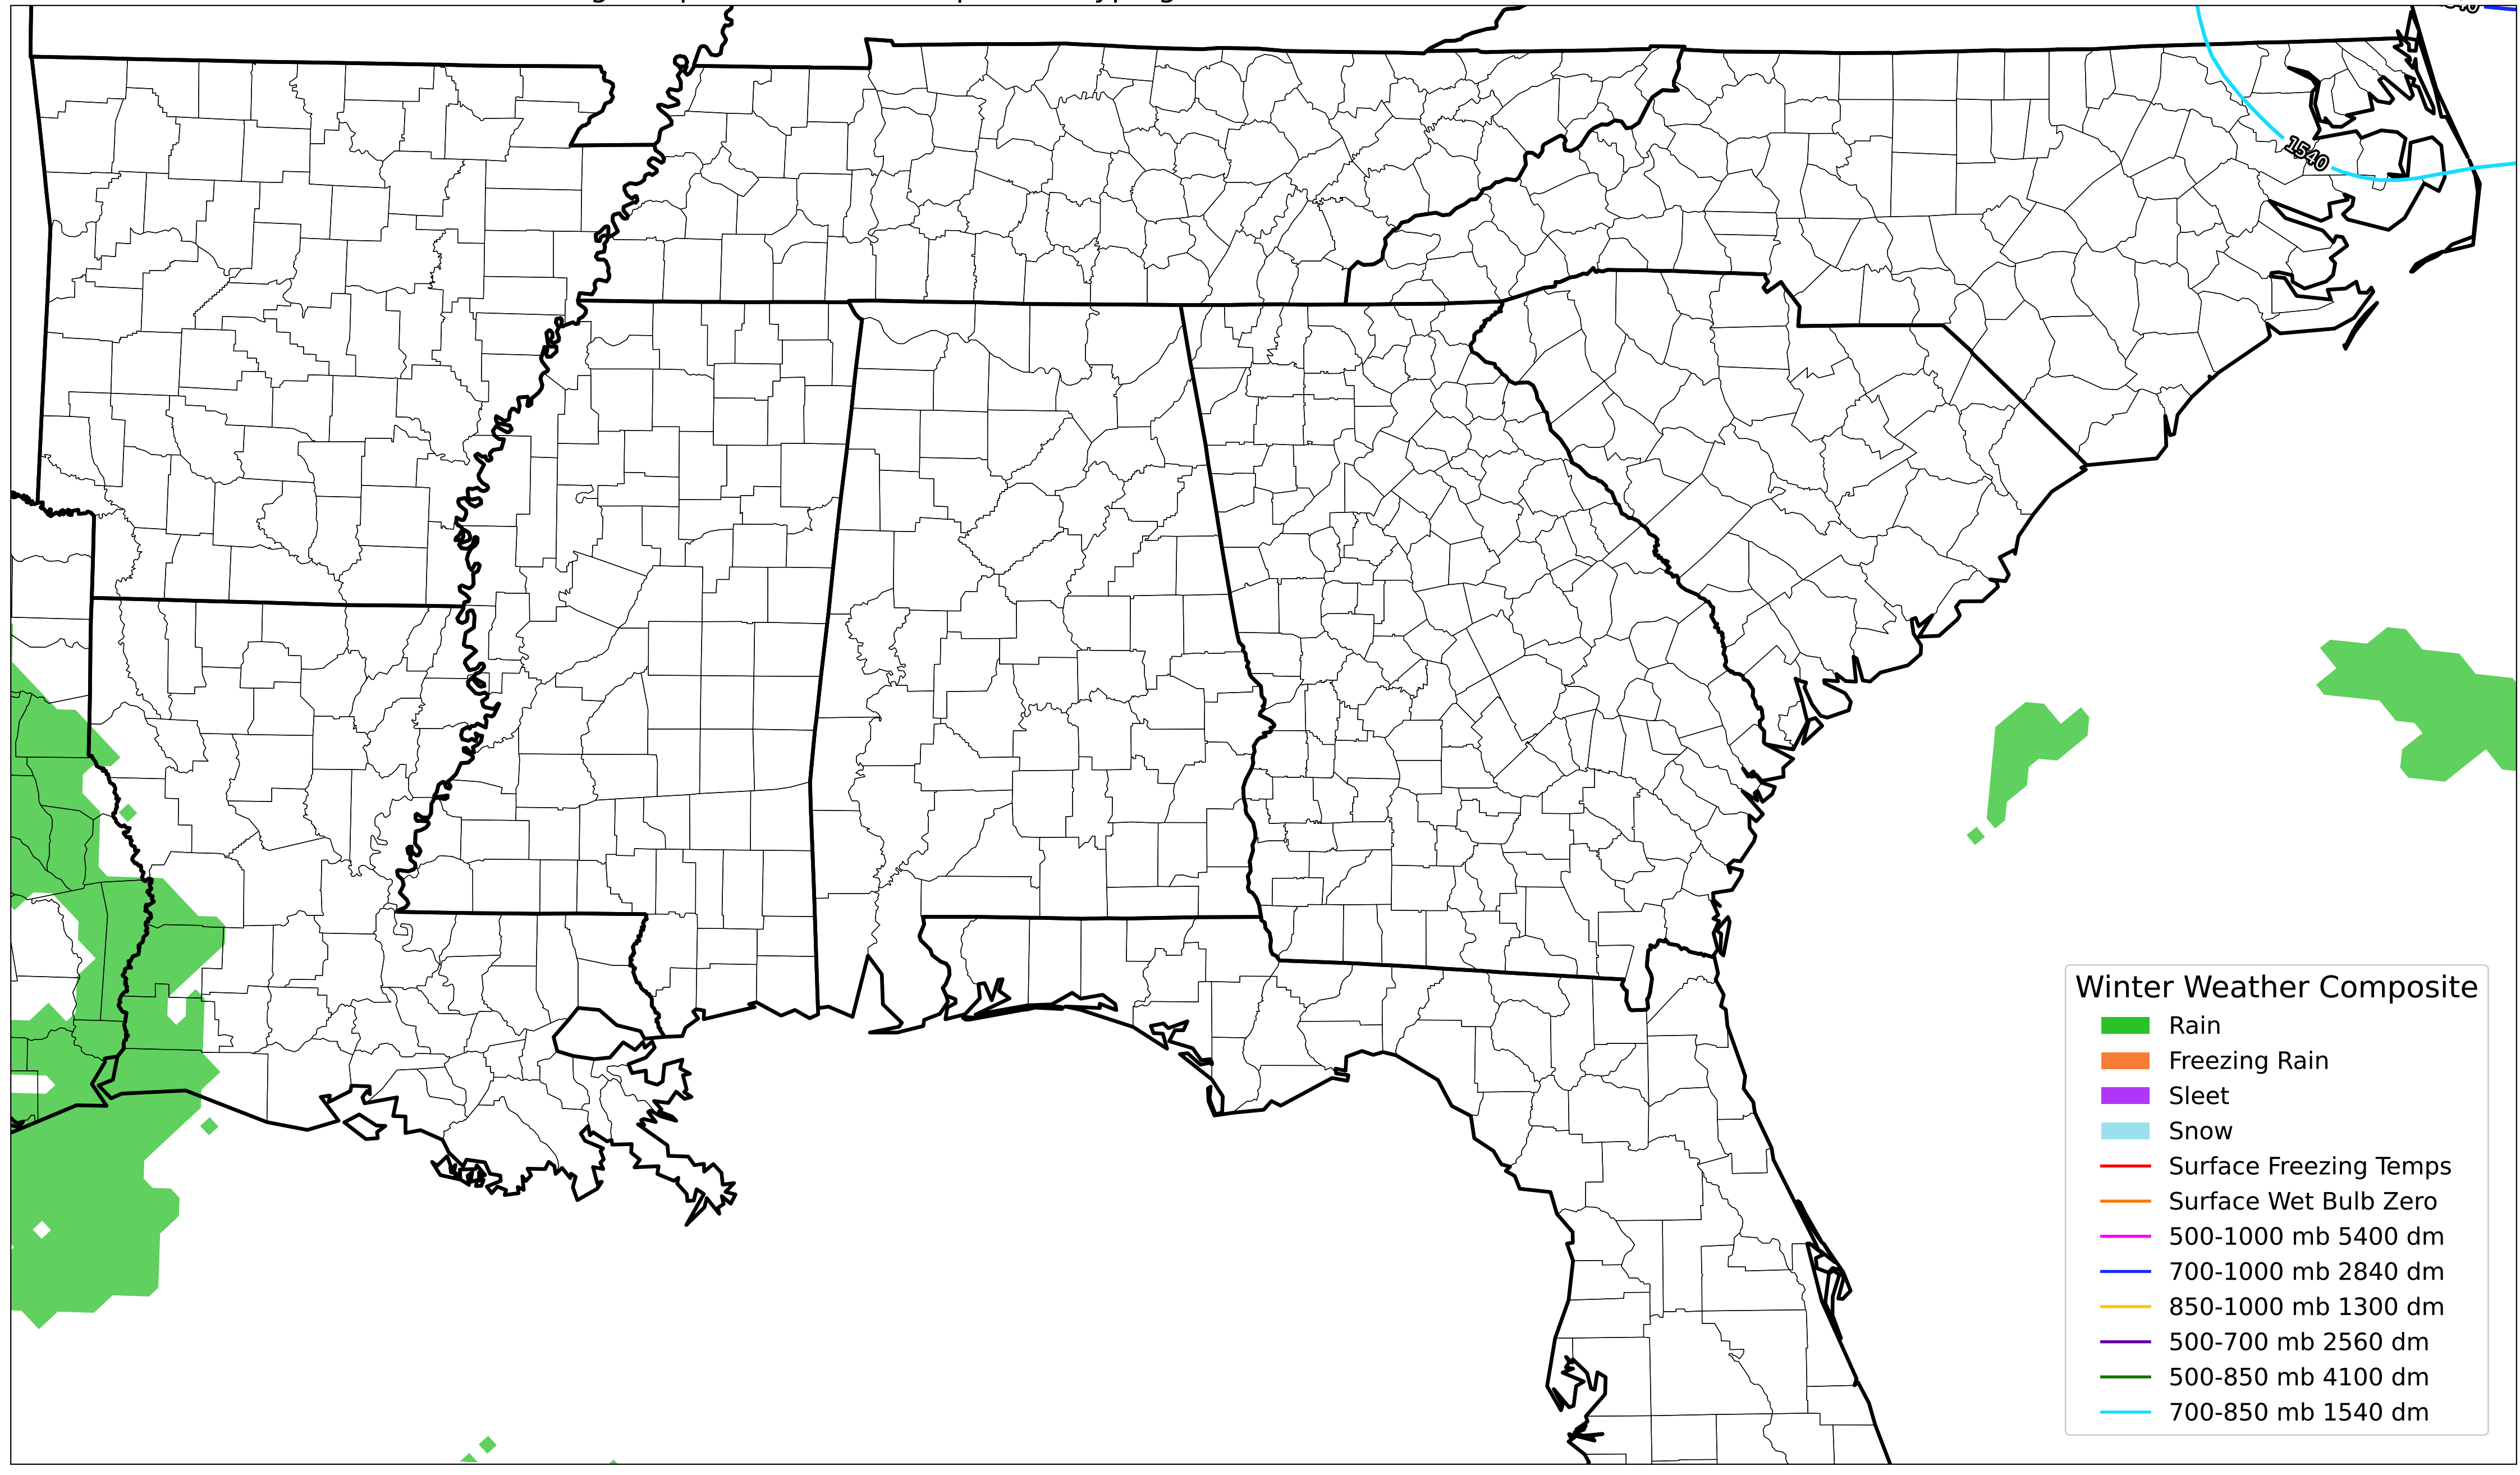 1540
Winter Weather Composite
Rain
Freezing Rain
Sleet
Snow
Surface Freezing Temps
Surface Wet Bulb Zero
500-1000 mb 5400 dm
700-1000 mb 2840 dm
850-1000 mb 1300 dm
500-700 mb 2560 dm
500-850 mb 4100 dm
700-850 mb 1540 dm